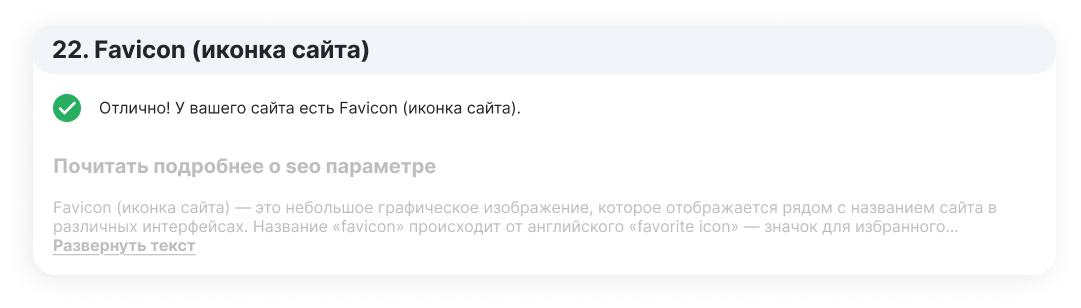 22. Favicon (иконка сайта)
Отлично! У вашего сайта есть Favicon (иконка сайта).
Почитать подробнее о seo параметре
Favicon (иконка сайта) — это небольшое графическое изображение, которое отображается рядом с названием сайта в
различных интерфейсах. Название «favicon» происходит от английского «favorite icon» — значок для избранного...
Развернуть текст